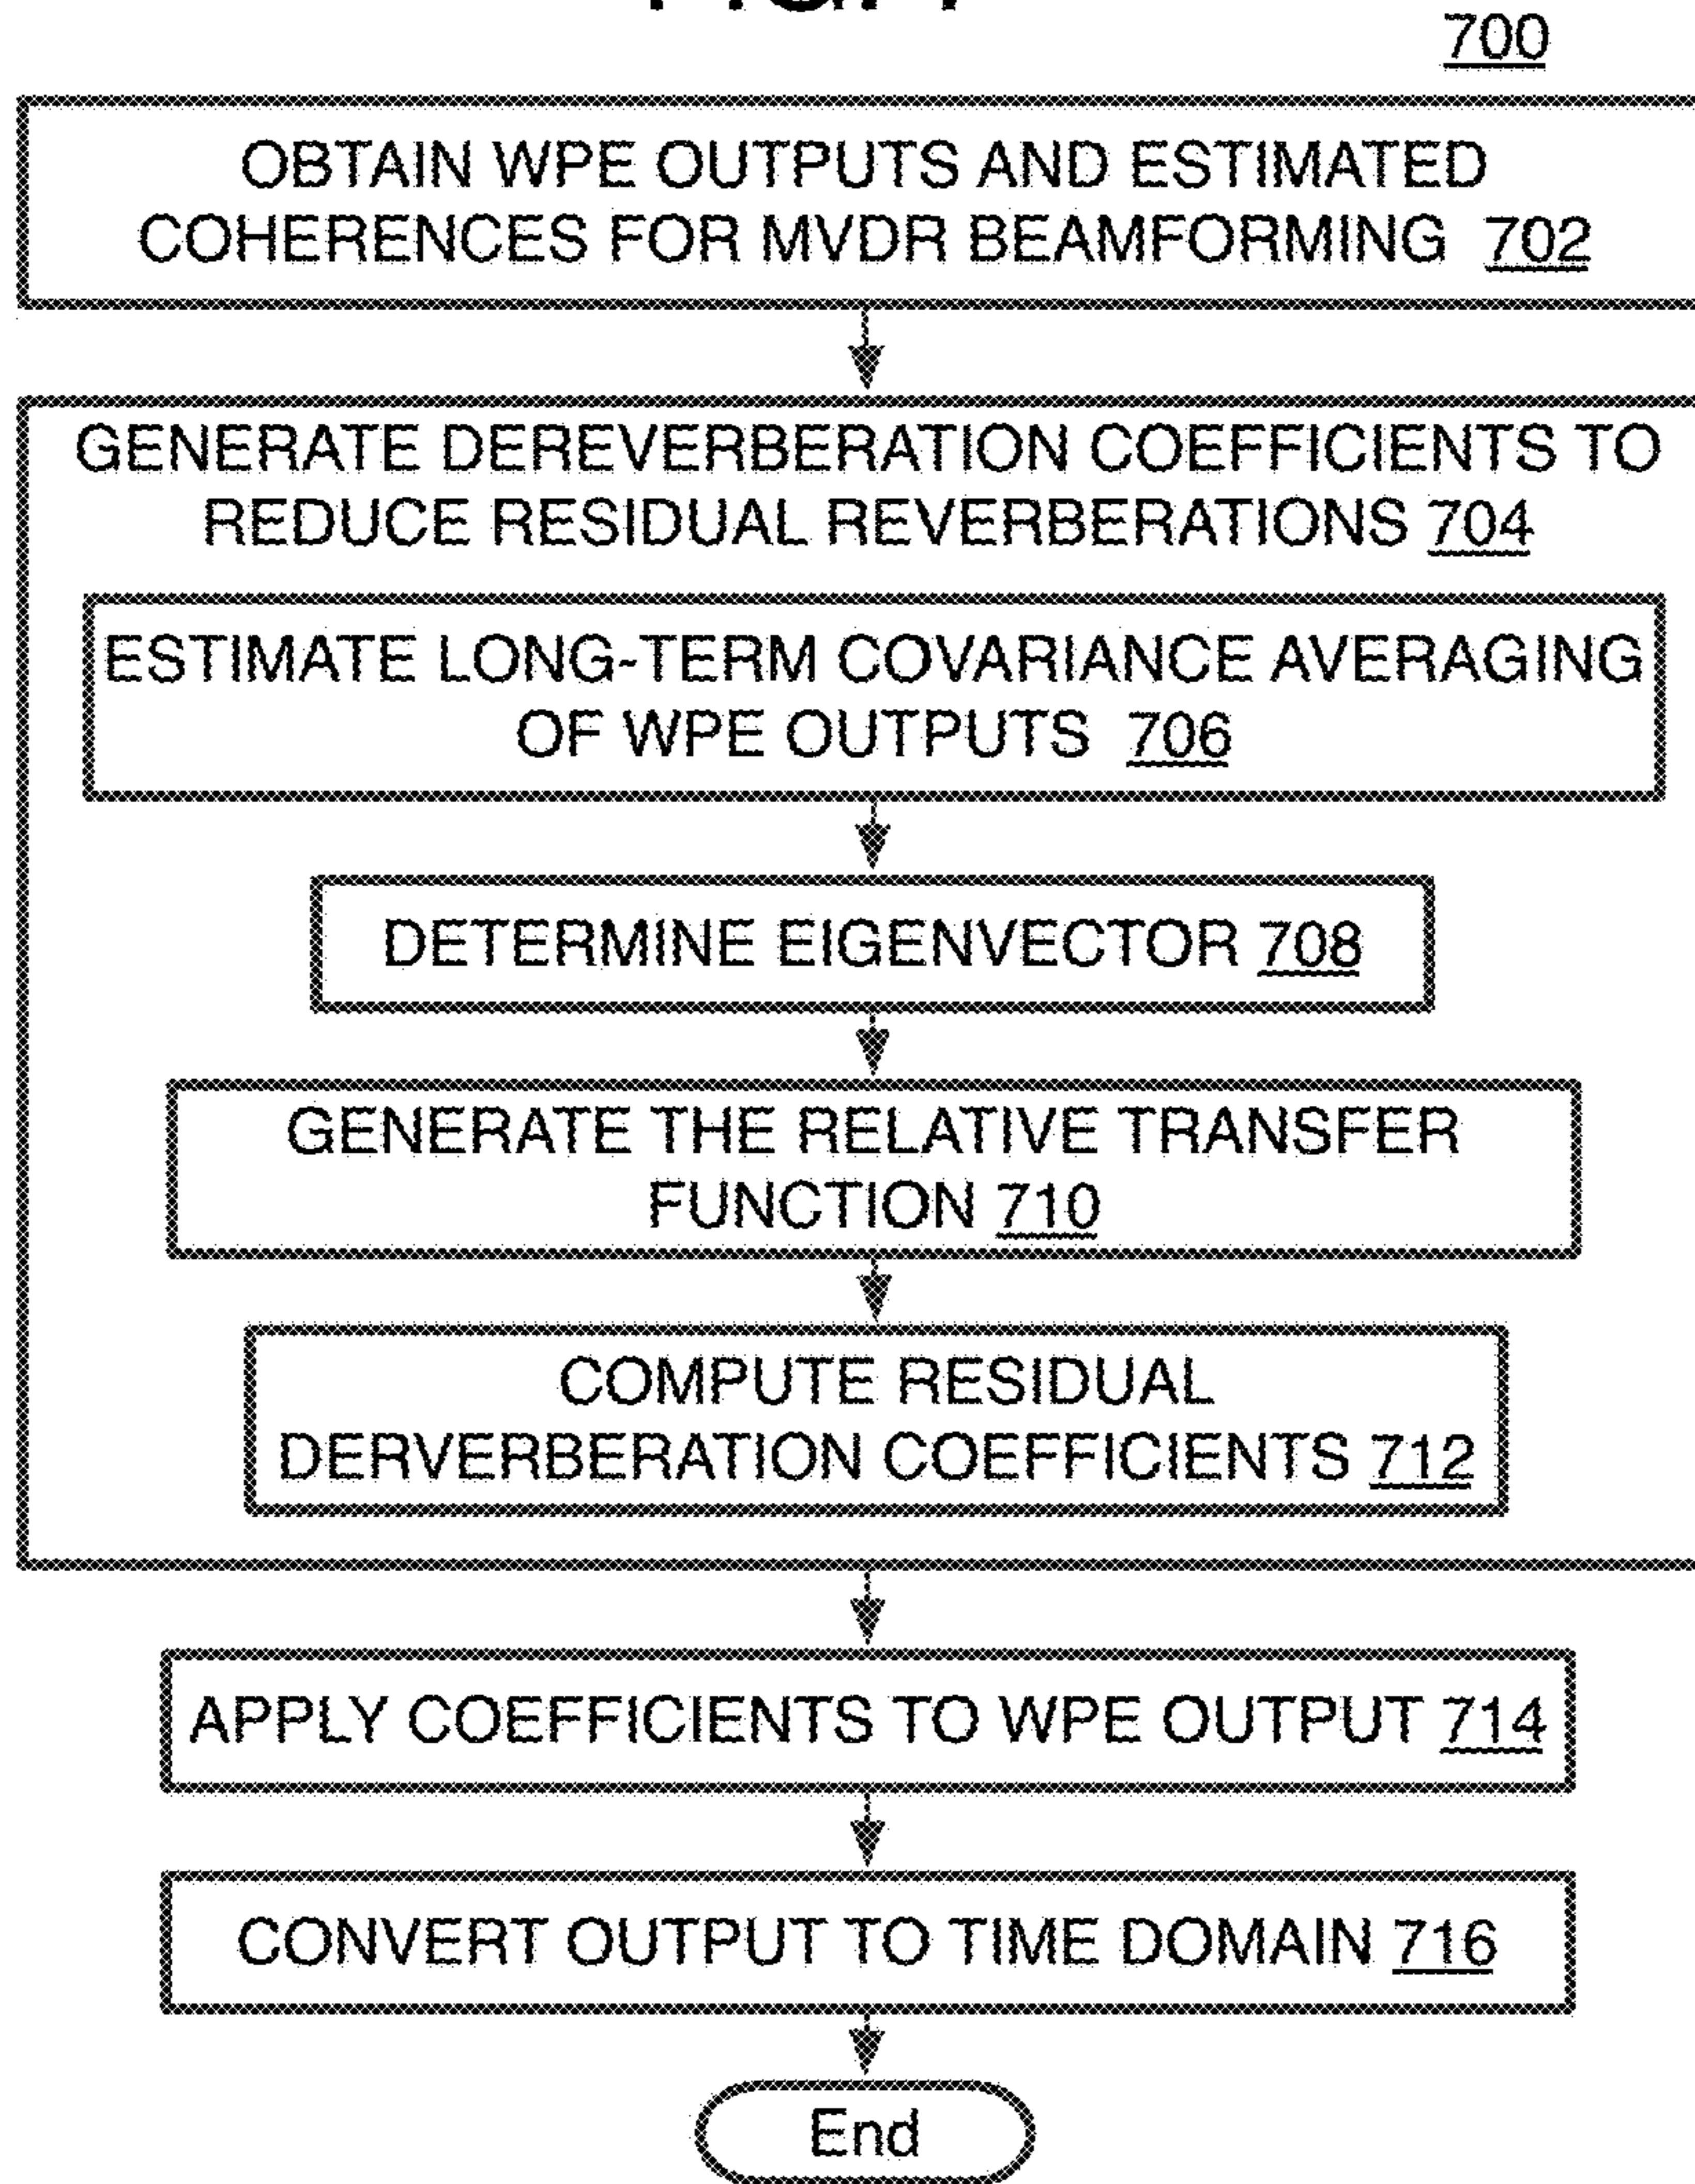 700
OBTAIN WPE OUTPUTS AND ESTIMATED
COHERENCES FOR MVDR BEAMFORMING 702
GENERATE DEREVERBERATION COEFFICIENTS TO
REDUCE RESIDUAL REVERBERATIONS 704
ESTIMATE LONG-TERM COVARIANCE AVERAGING
OF WPE OUTPUTS 706
DETERMINE EIGENVECTOR 708
GENERATE THE RELATIVE TRANSFER
FUNCTION 710
COMPUTE RESIDUAL
DERVERBERATION COEFFICIENTS 712
APPLY COEFFICIENTS TO WPE OUTPUT 714
CONVERT OUTPUT TO TIME DOMAIN 716
End